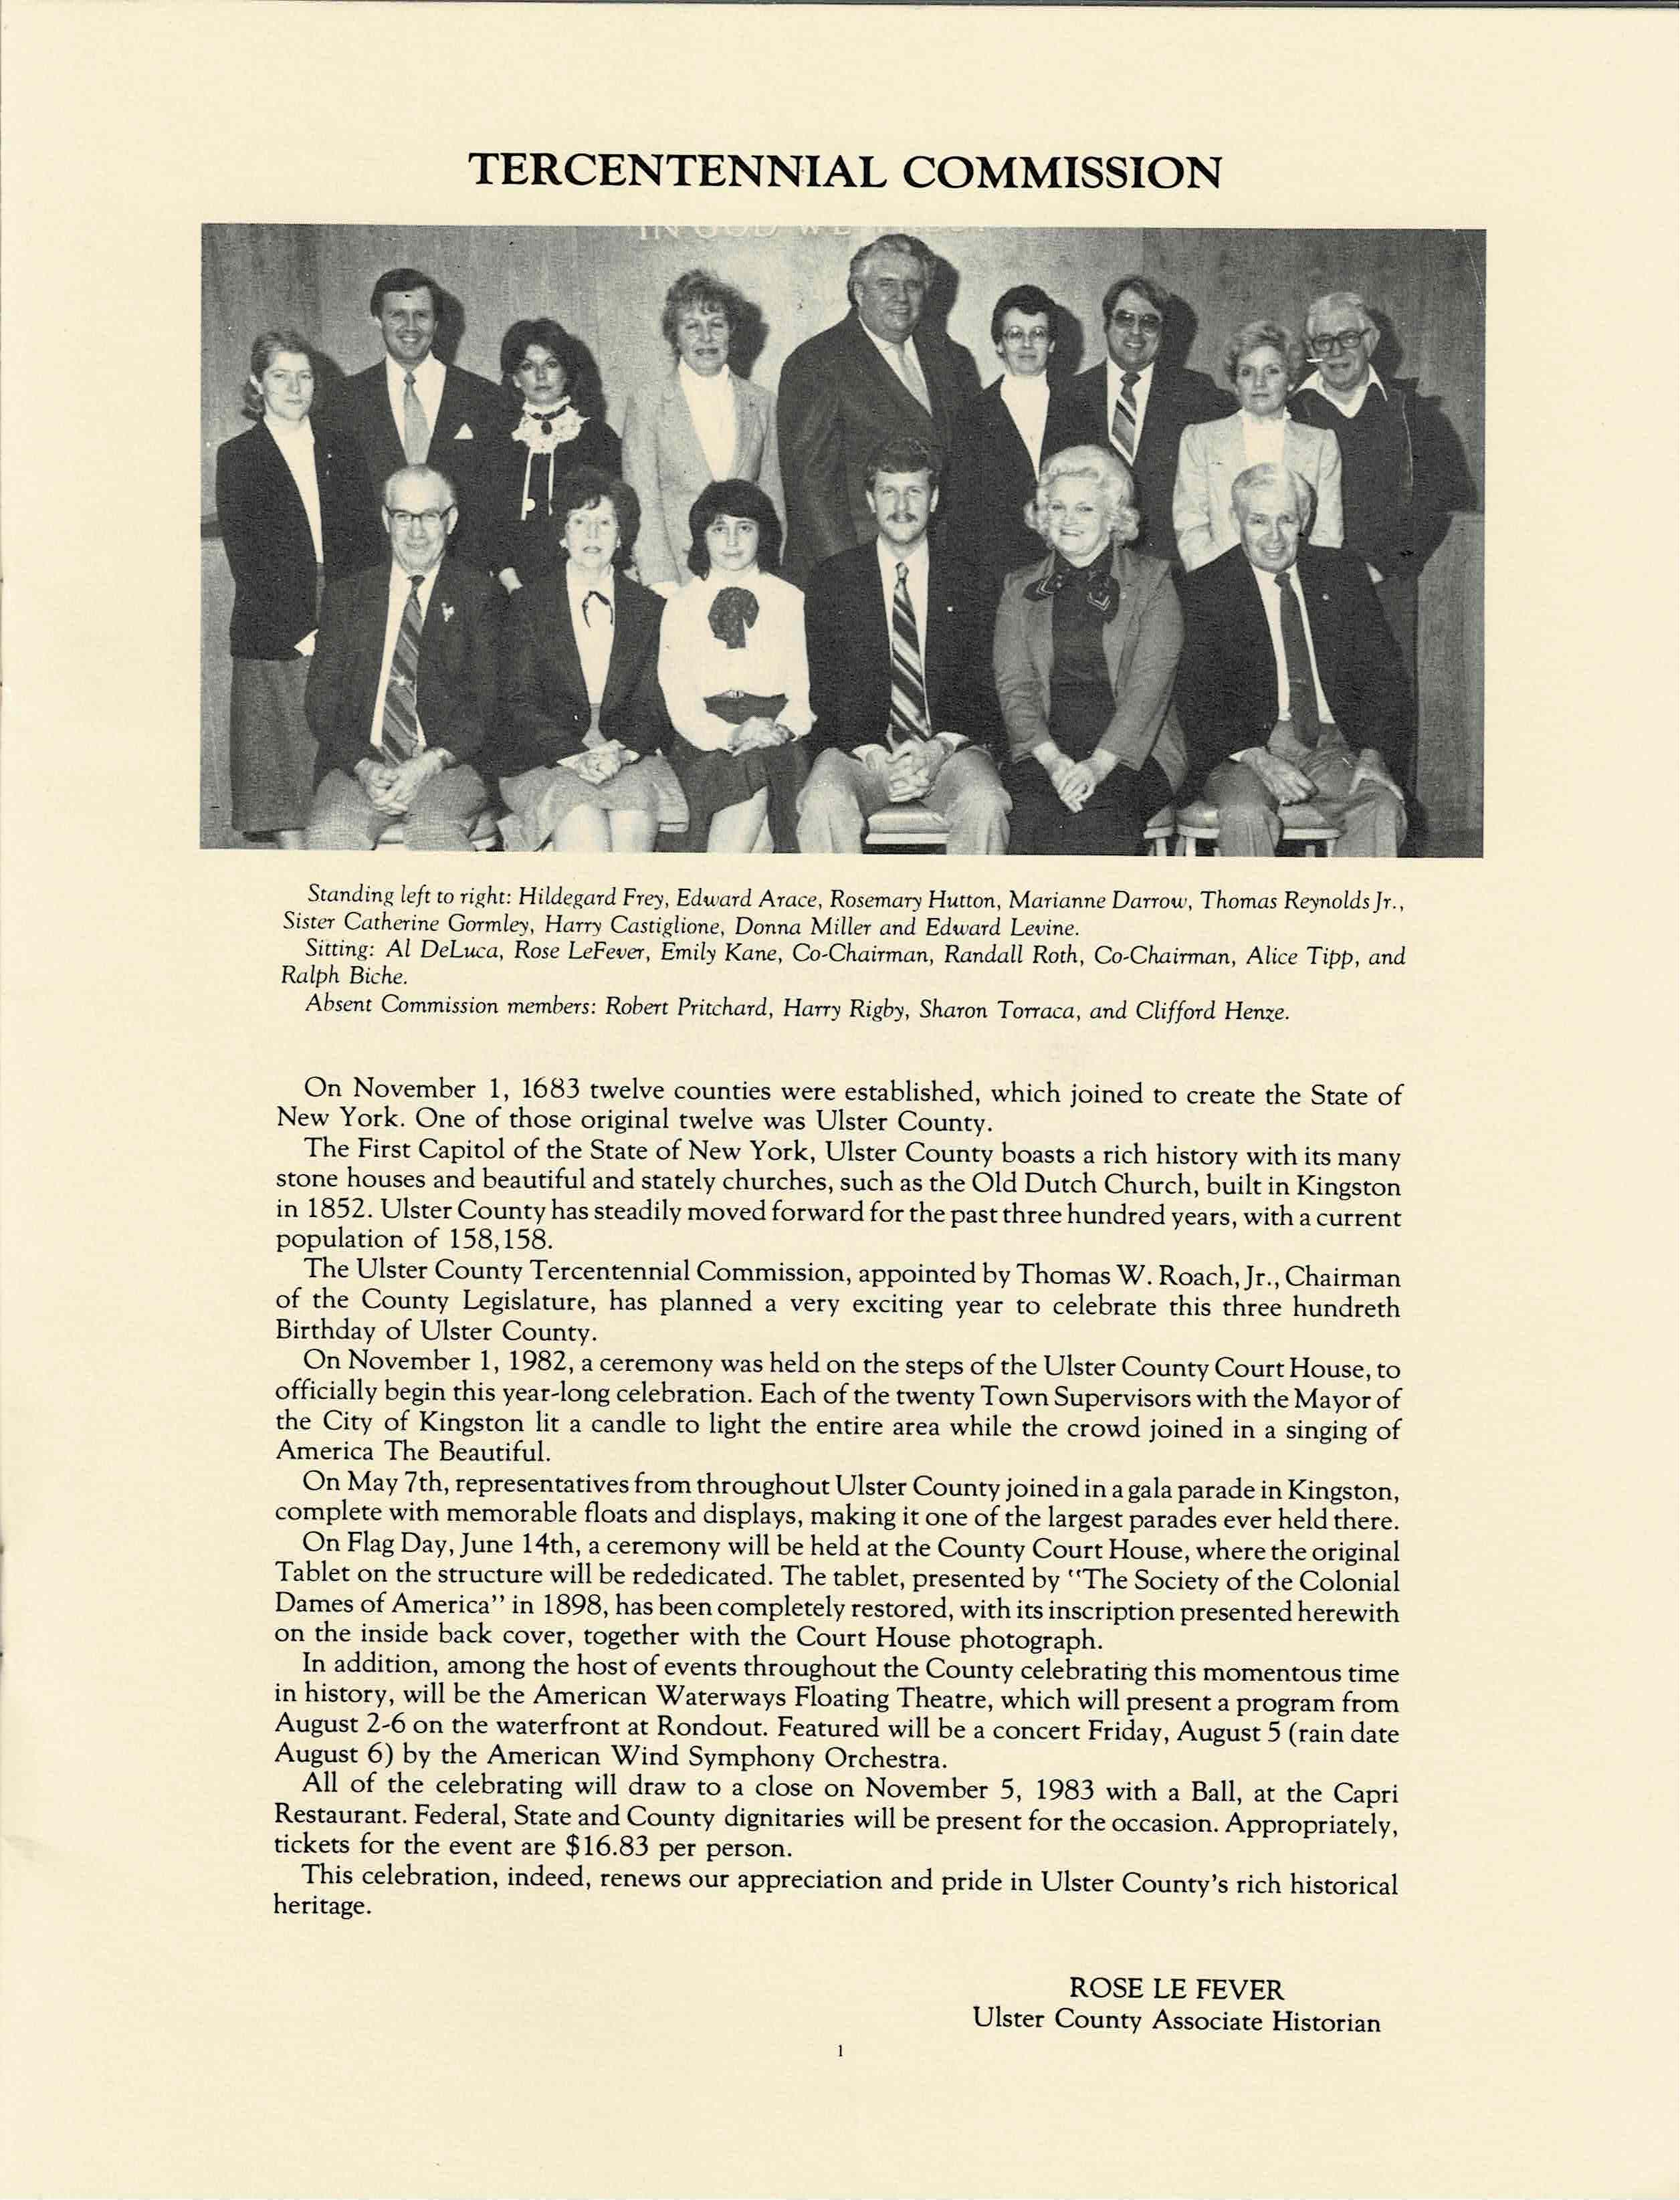 TERCENTENNIAL COMMISSION
IN GOD WE
Standing left to right: Hildegard Frey, Edward Arace, Rosemary Hutton, Marianne Darrow, Thomas Reynolds Jr.,
Sister Catherine Gormley, Harry Castiglione, Donna Miller and Edward Levine.
Sitting: Al DeLuca, Rose LeFever, Emily Kane, Co-Chairman, Randall Roth, Co-Chairman, Alice Tipp, and
Ralph Biche.
Absent Commission members: Robert Pritchard, Harry Rigby, Sharon Torraca, and Clifford Henze.
On November 1, 1683 twelve counties were established, which joined to create the State of
New York. One of those original twelve was Ulster County.
The First Capitol of the State of New York, Ulster County boasts a rich history with its many
stone houses and beautiful and stately churches, such as the Old Dutch Church, built in Kingston
in 1852. Ulster County has steadily moved forward for the past three hundred years, with a current
population of 158,158.
The Ulster County Tercentennial Commission, appointed by Thomas W. Roach, Jr., Chairman
of the County Legislature, has planned a very exciting year to celebrate this three hundreth
Birthday of Ulster County.
On November 1, 1982, a ceremony was held on the steps of the Ulster County Court House, to
officially begin this year-long celebration. Each of the twenty Town Supervisors with the Mayor of
the City of Kingston lit a candle to light the entire area while the crowd joined in a singing of
America The Beautiful.
On May 7th, representatives from throughout Ulster County joined in a gala parade in Kingston,
complete with memorable floats and displays, making it one of the largest parades ever held there.
On Flag Day, June 14th, a ceremony will be held at the County Court House, where the original
Tablet on the structure will be rededicated. The tablet, presented by "The Society of the Colonial
Dames of America" in 1898, has been completely restored, with its inscription presented herewith
on the inside back cover, together with the Court House photograph.
In addition, among the host of events throughout the County celebrating this momentous time
in history, will be the American Waterways Floating Theatre, which will present a program from
August 2-6 on the waterfront at Rondout. Featured will be a concert Friday, August 5 (rain date
August 6) by the American Wind Symphony Orchestra.
All of the celebrating will draw to a close on November 5, 1983 with a Ball, at the Capri
Restaurant. Federal, State and County dignitaries will be present for the occasion. Appropriately,
tickets for the event are $16.83 per person.
This celebration, indeed, renews our appreciation and pride in Ulster County's rich historical
heritage.
ROSE LE FEVER
Ulster County Associate Historian
1